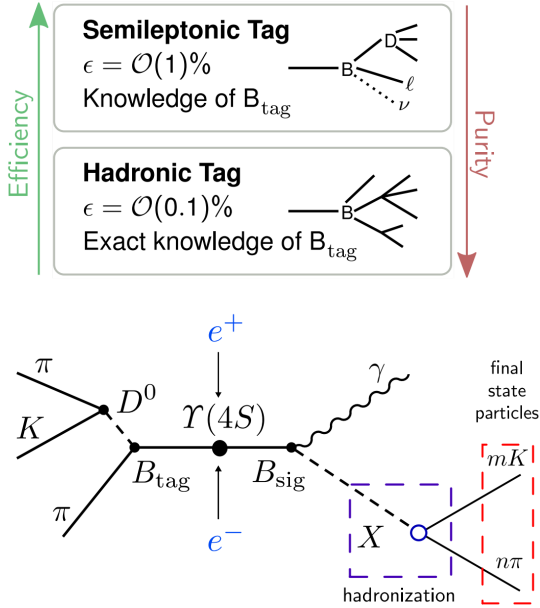 Efficiency
Semileptonic Tag
ϵ = 𝒪(1)%
Knowledge of B_tag
B
D
ℓ
ν
Hadronic Tag
ϵ = 𝒪(0.1)%
Exact knowledge of B_tag
B
Purity
e⁺
π
D⁰
K
Υ(4S)
γ
final
state
particles
B_tag
B_sig
mK
π
e⁻
X
nπ
hadronization